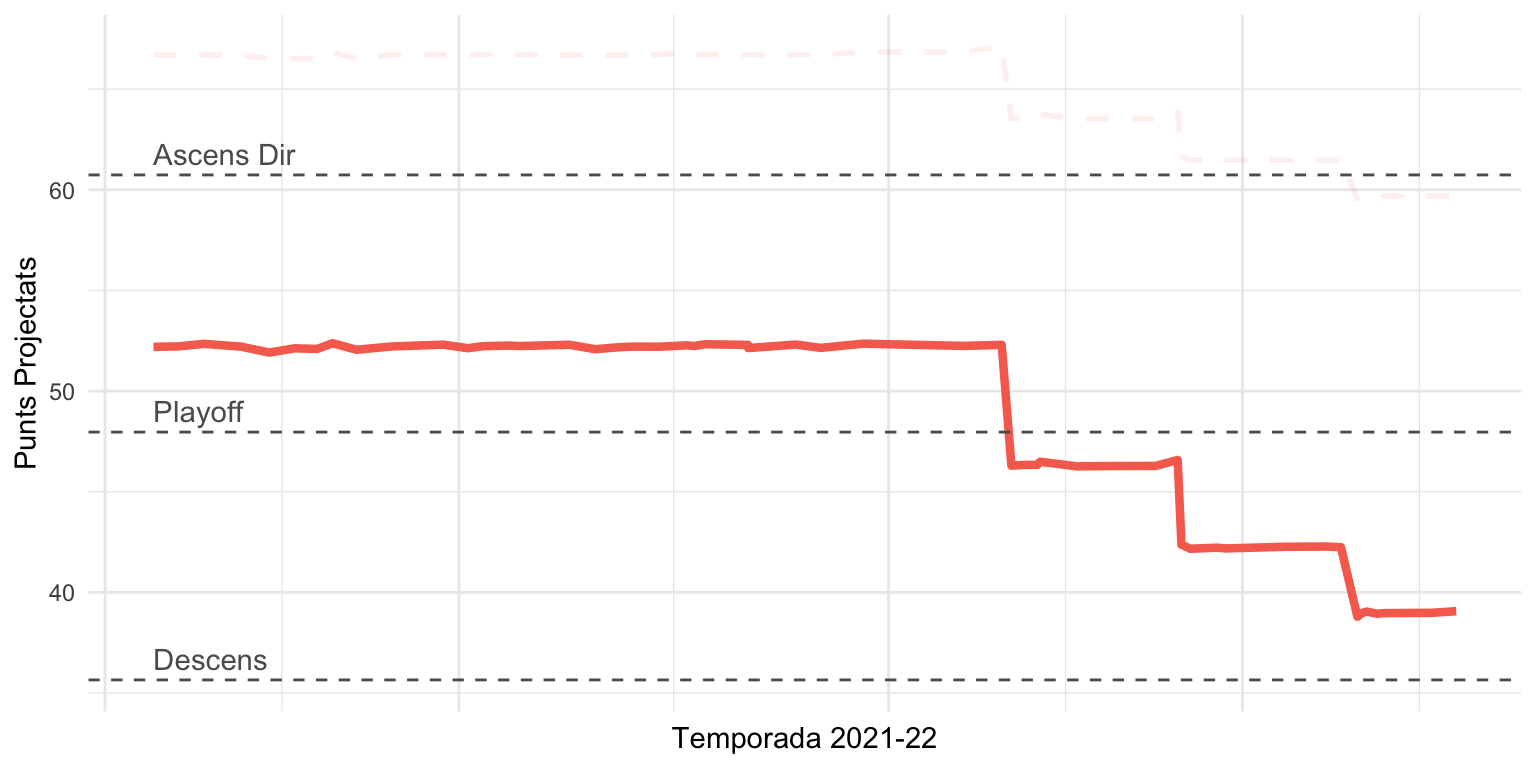 Ascens Dir
60
50
Playoff
40
Descens
Punts Projectats
Temporada 2021-22